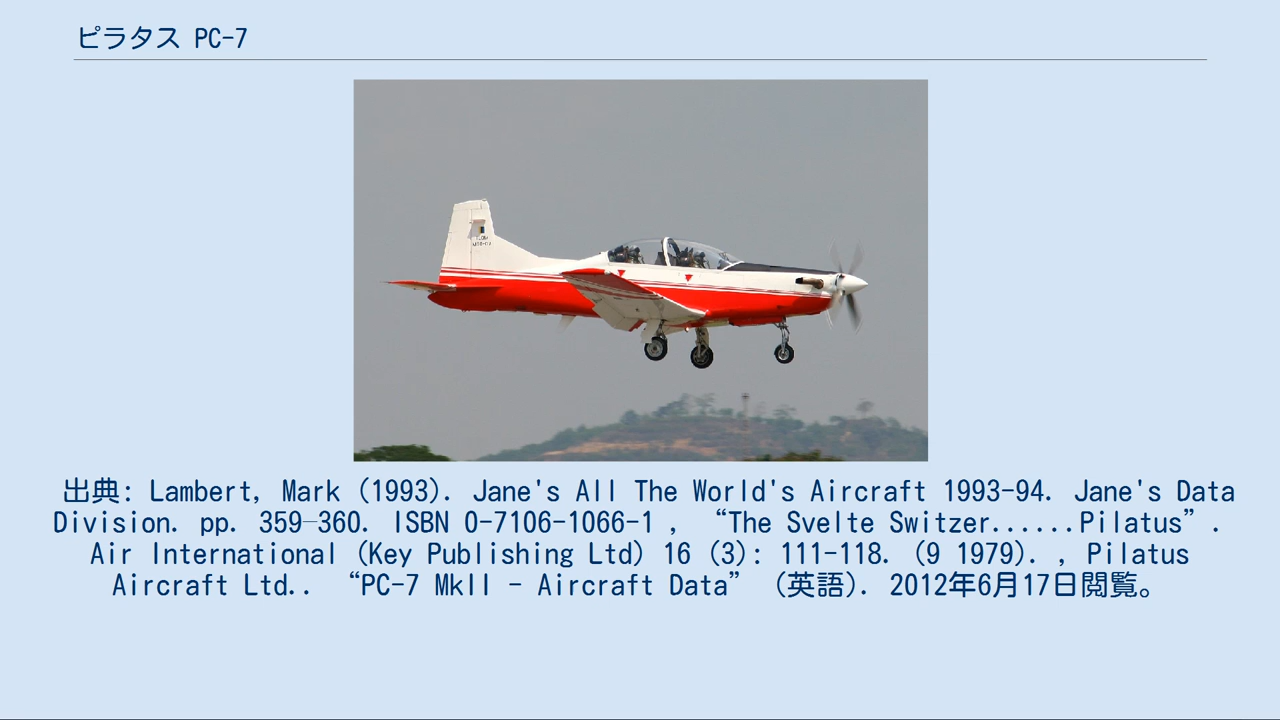 ピラタス PC-7
出典: Lambert, Mark (1993). Jane's All The World's Aircraft 1993-94. Jane's Data
Division. pp. 359–360. ISBN 0-7106-1066-1 , “The Svelte Switzer......Pilatus”.
Air International (Key Publishing Ltd) 16 (3): 111-118. (9 1979). , Pilatus
Aircraft Ltd.. “PC-7 MkII - Aircraft Data” (英語). 2012年6月17日閲覧。